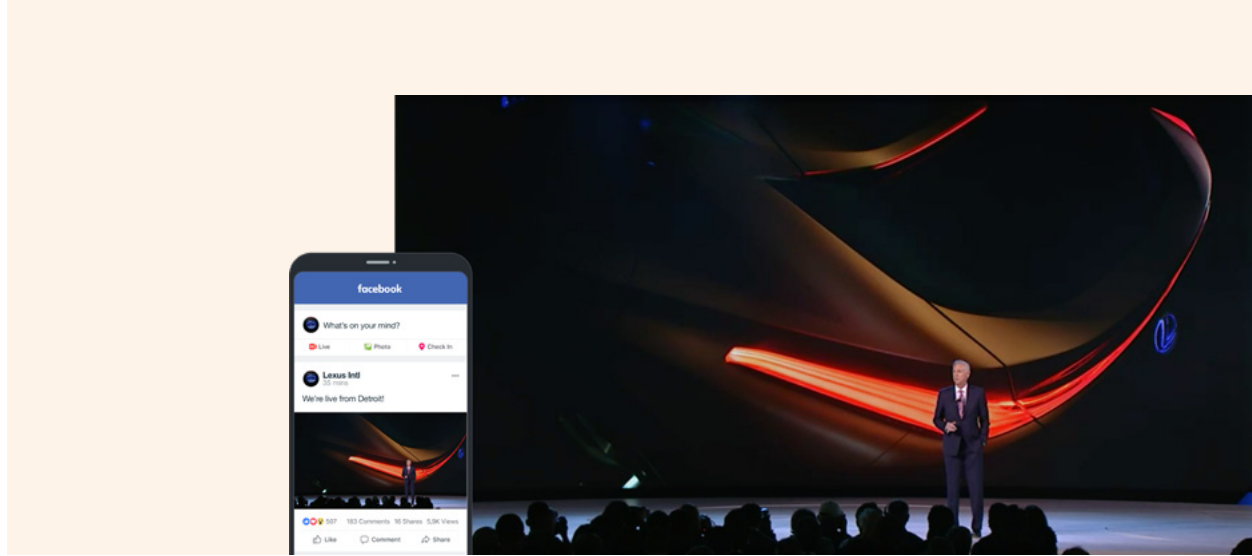 facebook
What's on your mind?
Live Photo Check In
Lexus Intl
35 mins
We're live from Detroit!
597 183 Comments 16 Shares 5,9K Views
Like Comment Share